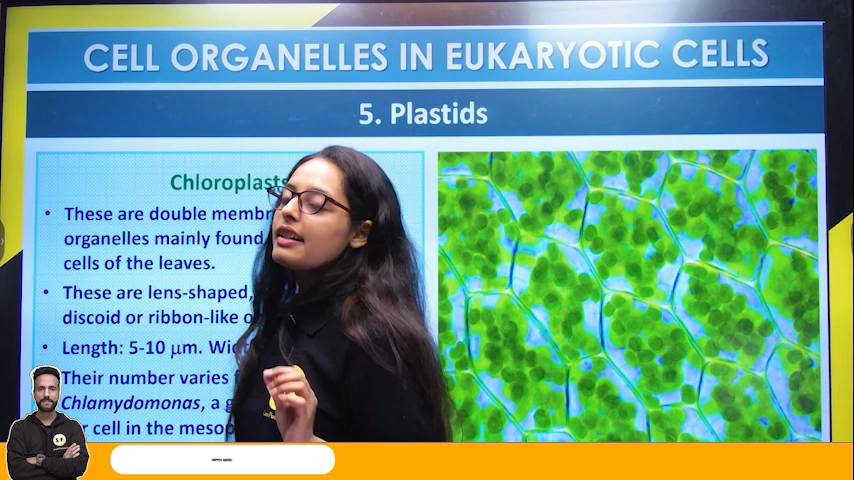 CELL ORGANELLES IN EUKARYOTIC CELLS
5. Plastids
Chloroplasts
• These are double membr
organelles mainly found
cells of the leaves.
• These are lens-shaped,
discoid or ribbon-like o
• Length: 5-10 µm. Wid
Their number varies
Chlamydomonas, a g
cell in the mesop